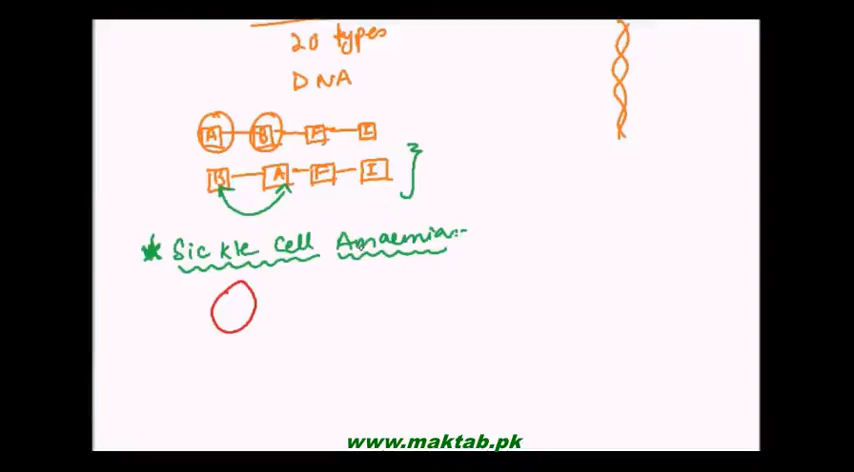 20 types
DNA
A B F I
B A F I
* Sickle Cell Anaemia:-
www.maktab.pk